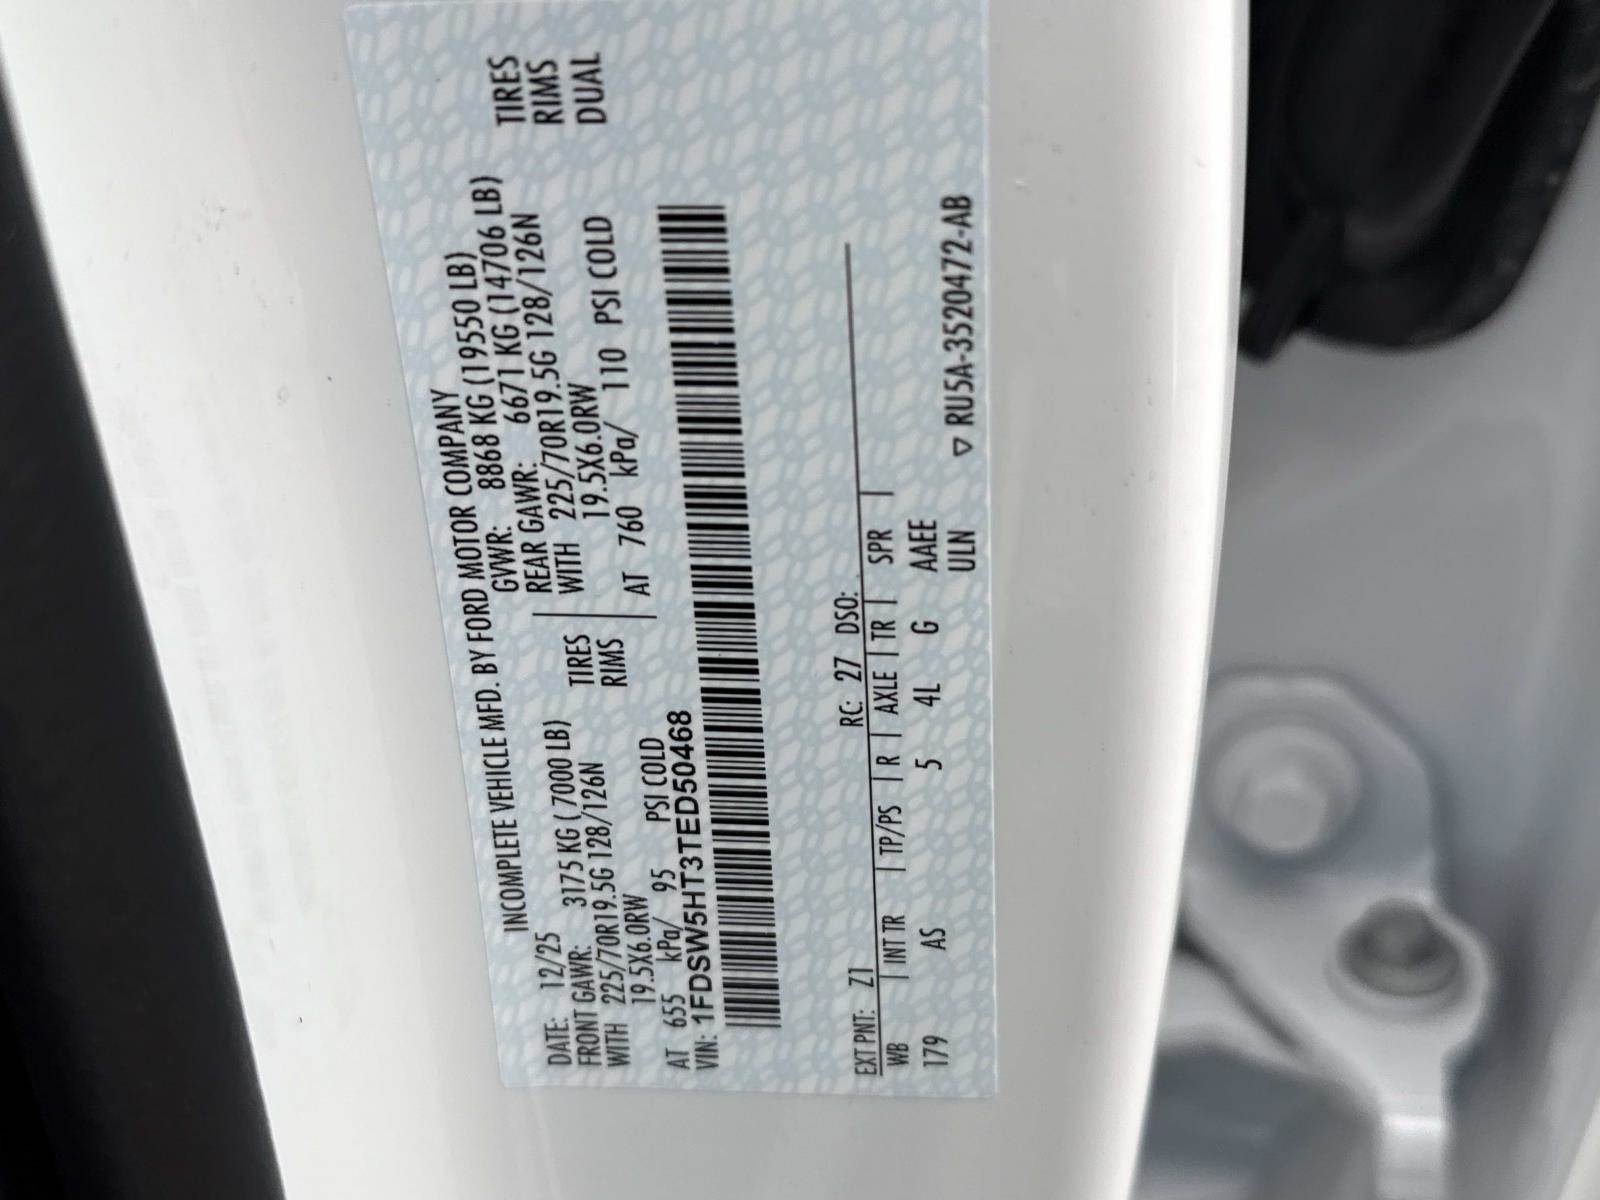 INCOMPLETE VEHICLE MFD. BY FORD MOTOR COMPANY
DATE: 12/25 GVWR: 8868 KG (19550 LB)
FRONT GAWR: 3175 KG ( 7000 LB) REAR GAWR: 6671 KG (14706 LB)
WITH 225/70R19.5G 128/126N TIRES WITH 225/70R19.5G 128/126N TIRES
19.5X6.0RW RIMS 19.5X6.0RW RIMS
AT 655 kPa/ 95 PSI COLD AT 760 kPa/ 110 PSI COLD DUAL
VIN: 1FDSW5HT3TED50468
EXT PNT: Z1 RC: 27 DSO:
WB | INT TR | TP/PS | R | AXLE | TR | SPR |
179 AS 5 4L G AAEE
ULN
▽ RU5A-3520472-AB